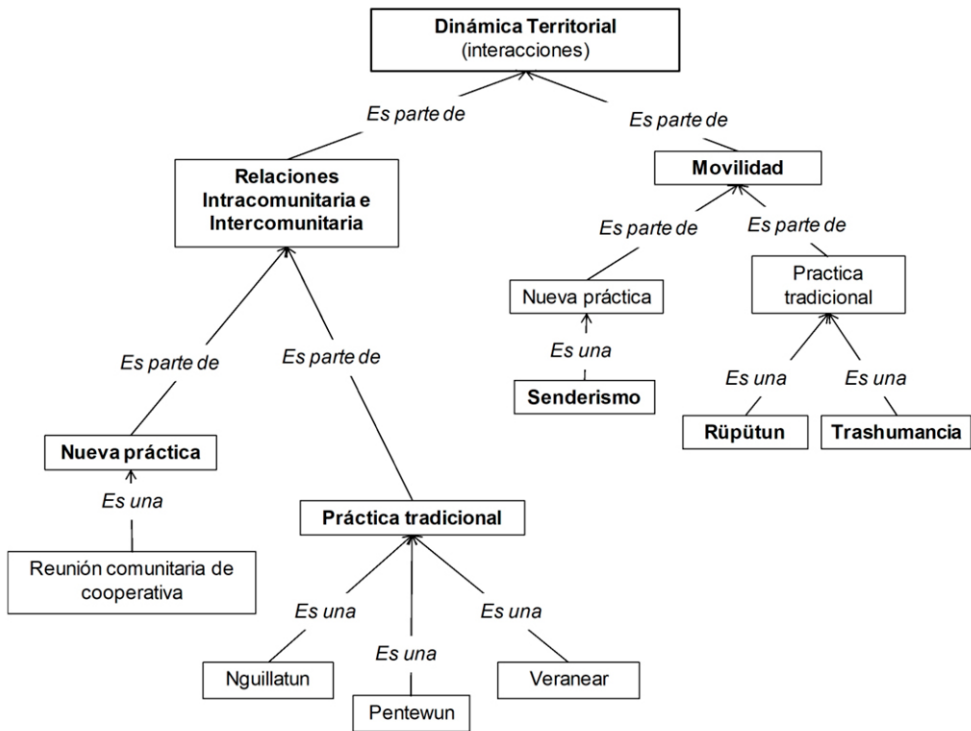 Dinámica Territorial
(interacciones)
Es parte de
Es parte de
Relaciones
Intracomunitaria e
Intercomunitaria
Movilidad
Es parte de
Es parte de
Nueva práctica
Practica
tradicional
Es una
Es una
Es una
Senderismo
Rüpütun
Trashumancia
Es parte de
Es parte de
Nueva práctica
Es una
Reunión comunitaria de
cooperativa
Práctica tradicional
Es una
Es una
Es una
Nguillatun
Pentewun
Veranear